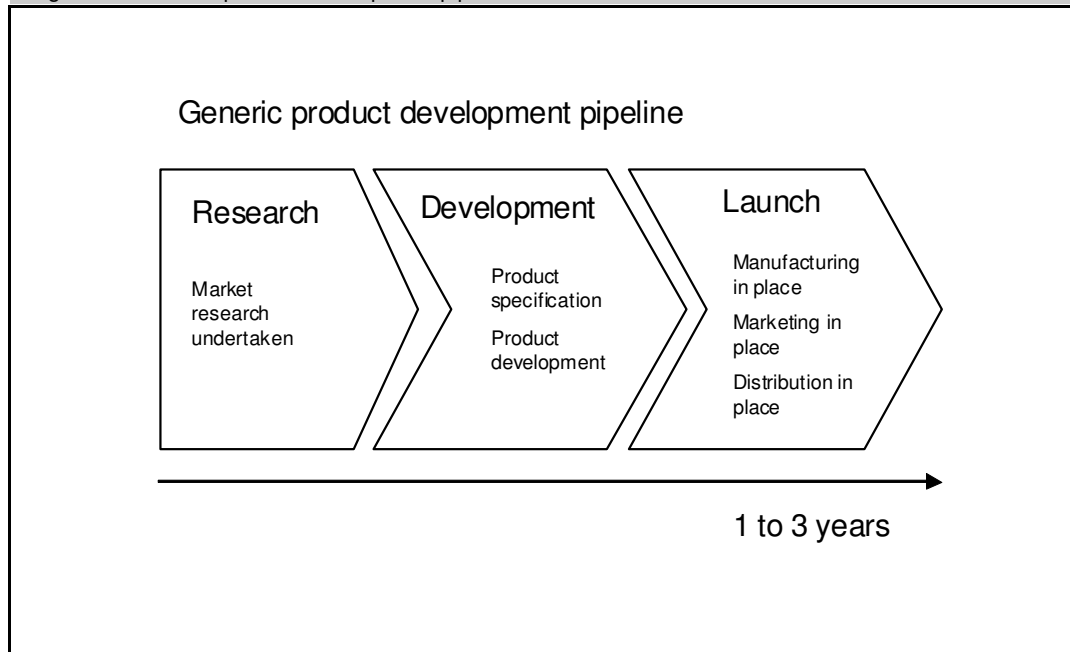 Generic product development pipeline
Research
Market
research
undertaken
Development
Product
specification
Product
development
Launch
Manufacturing
in place
Marketing in
place
Distribution in
place
1 to 3 years